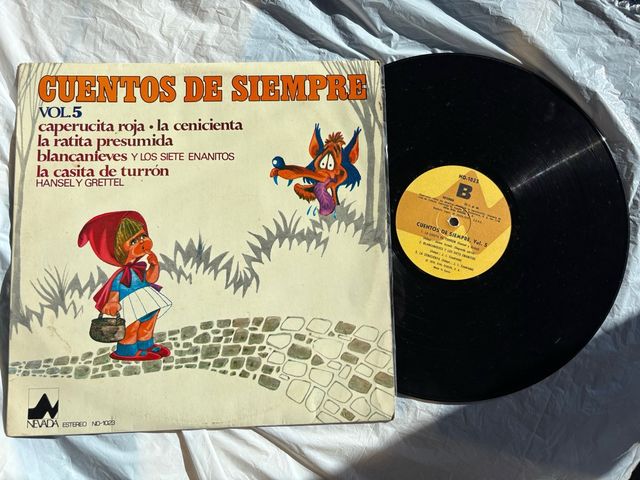 CUENTOS DE SIEMPRE
VOL.5
caperucita roja · la cenicienta
la ratita presumida
blancanieves Y LOS SIETE ENANITOS
la casita de turrón
HANSEL Y GRETTEL
NEVADA
ESTEREO ND-1023
ND-1023
B
CUENTOS DE SIEMPRE, Vol. 5